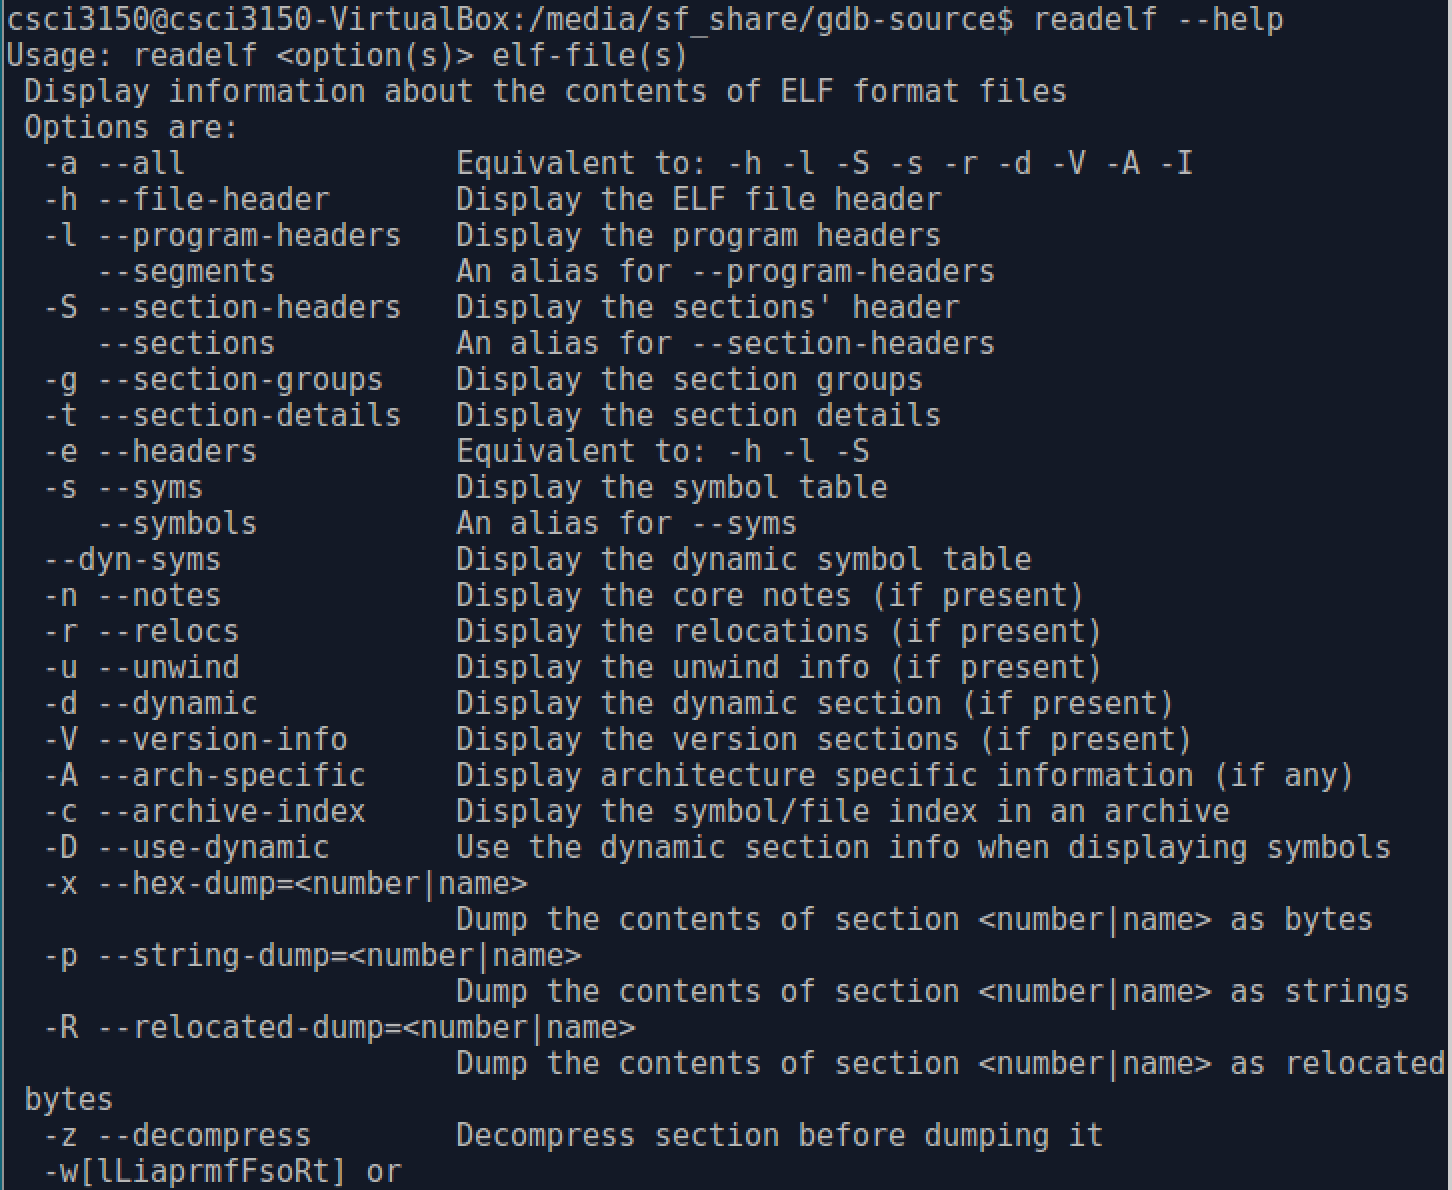 csci3150@csci3150-VirtualBox:/media/sf_share/gdb-source$ readelf --help
Usage: readelf <option(s)> elf-file(s)
 Display information about the contents of ELF format files
 Options are:
  -a --all               Equivalent to: -h -l -S -s -r -d -V -A -I
  -h --file-header       Display the ELF file header
  -l --program-headers   Display the program headers
     --segments          An alias for --program-headers
  -S --section-headers   Display the sections' header
     --sections          An alias for --section-headers
  -g --section-groups    Display the section groups
  -t --section-details   Display the section details
  -e --headers           Equivalent to: -h -l -S
  -s --syms              Display the symbol table
     --symbols           An alias for --syms
  --dyn-syms             Display the dynamic symbol table
  -n --notes             Display the core notes (if present)
  -r --relocs            Display the relocations (if present)
  -u --unwind            Display the unwind info (if present)
  -d --dynamic           Display the dynamic section (if present)
  -V --version-info      Display the version sections (if present)
  -A --arch-specific     Display architecture specific information (if any)
  -c --archive-index     Display the symbol/file index in an archive
  -D --use-dynamic       Use the dynamic section info when displaying symbols
  -x --hex-dump=<number|name>
                         Dump the contents of section <number|name> as bytes
  -p --string-dump=<number|name>
                         Dump the contents of section <number|name> as strings
  -R --relocated-dump=<number|name>
                         Dump the contents of section <number|name> as relocated
 bytes
  -z --decompress        Decompress section before dumping it
  -w[lLiaprmfFsoRt] or